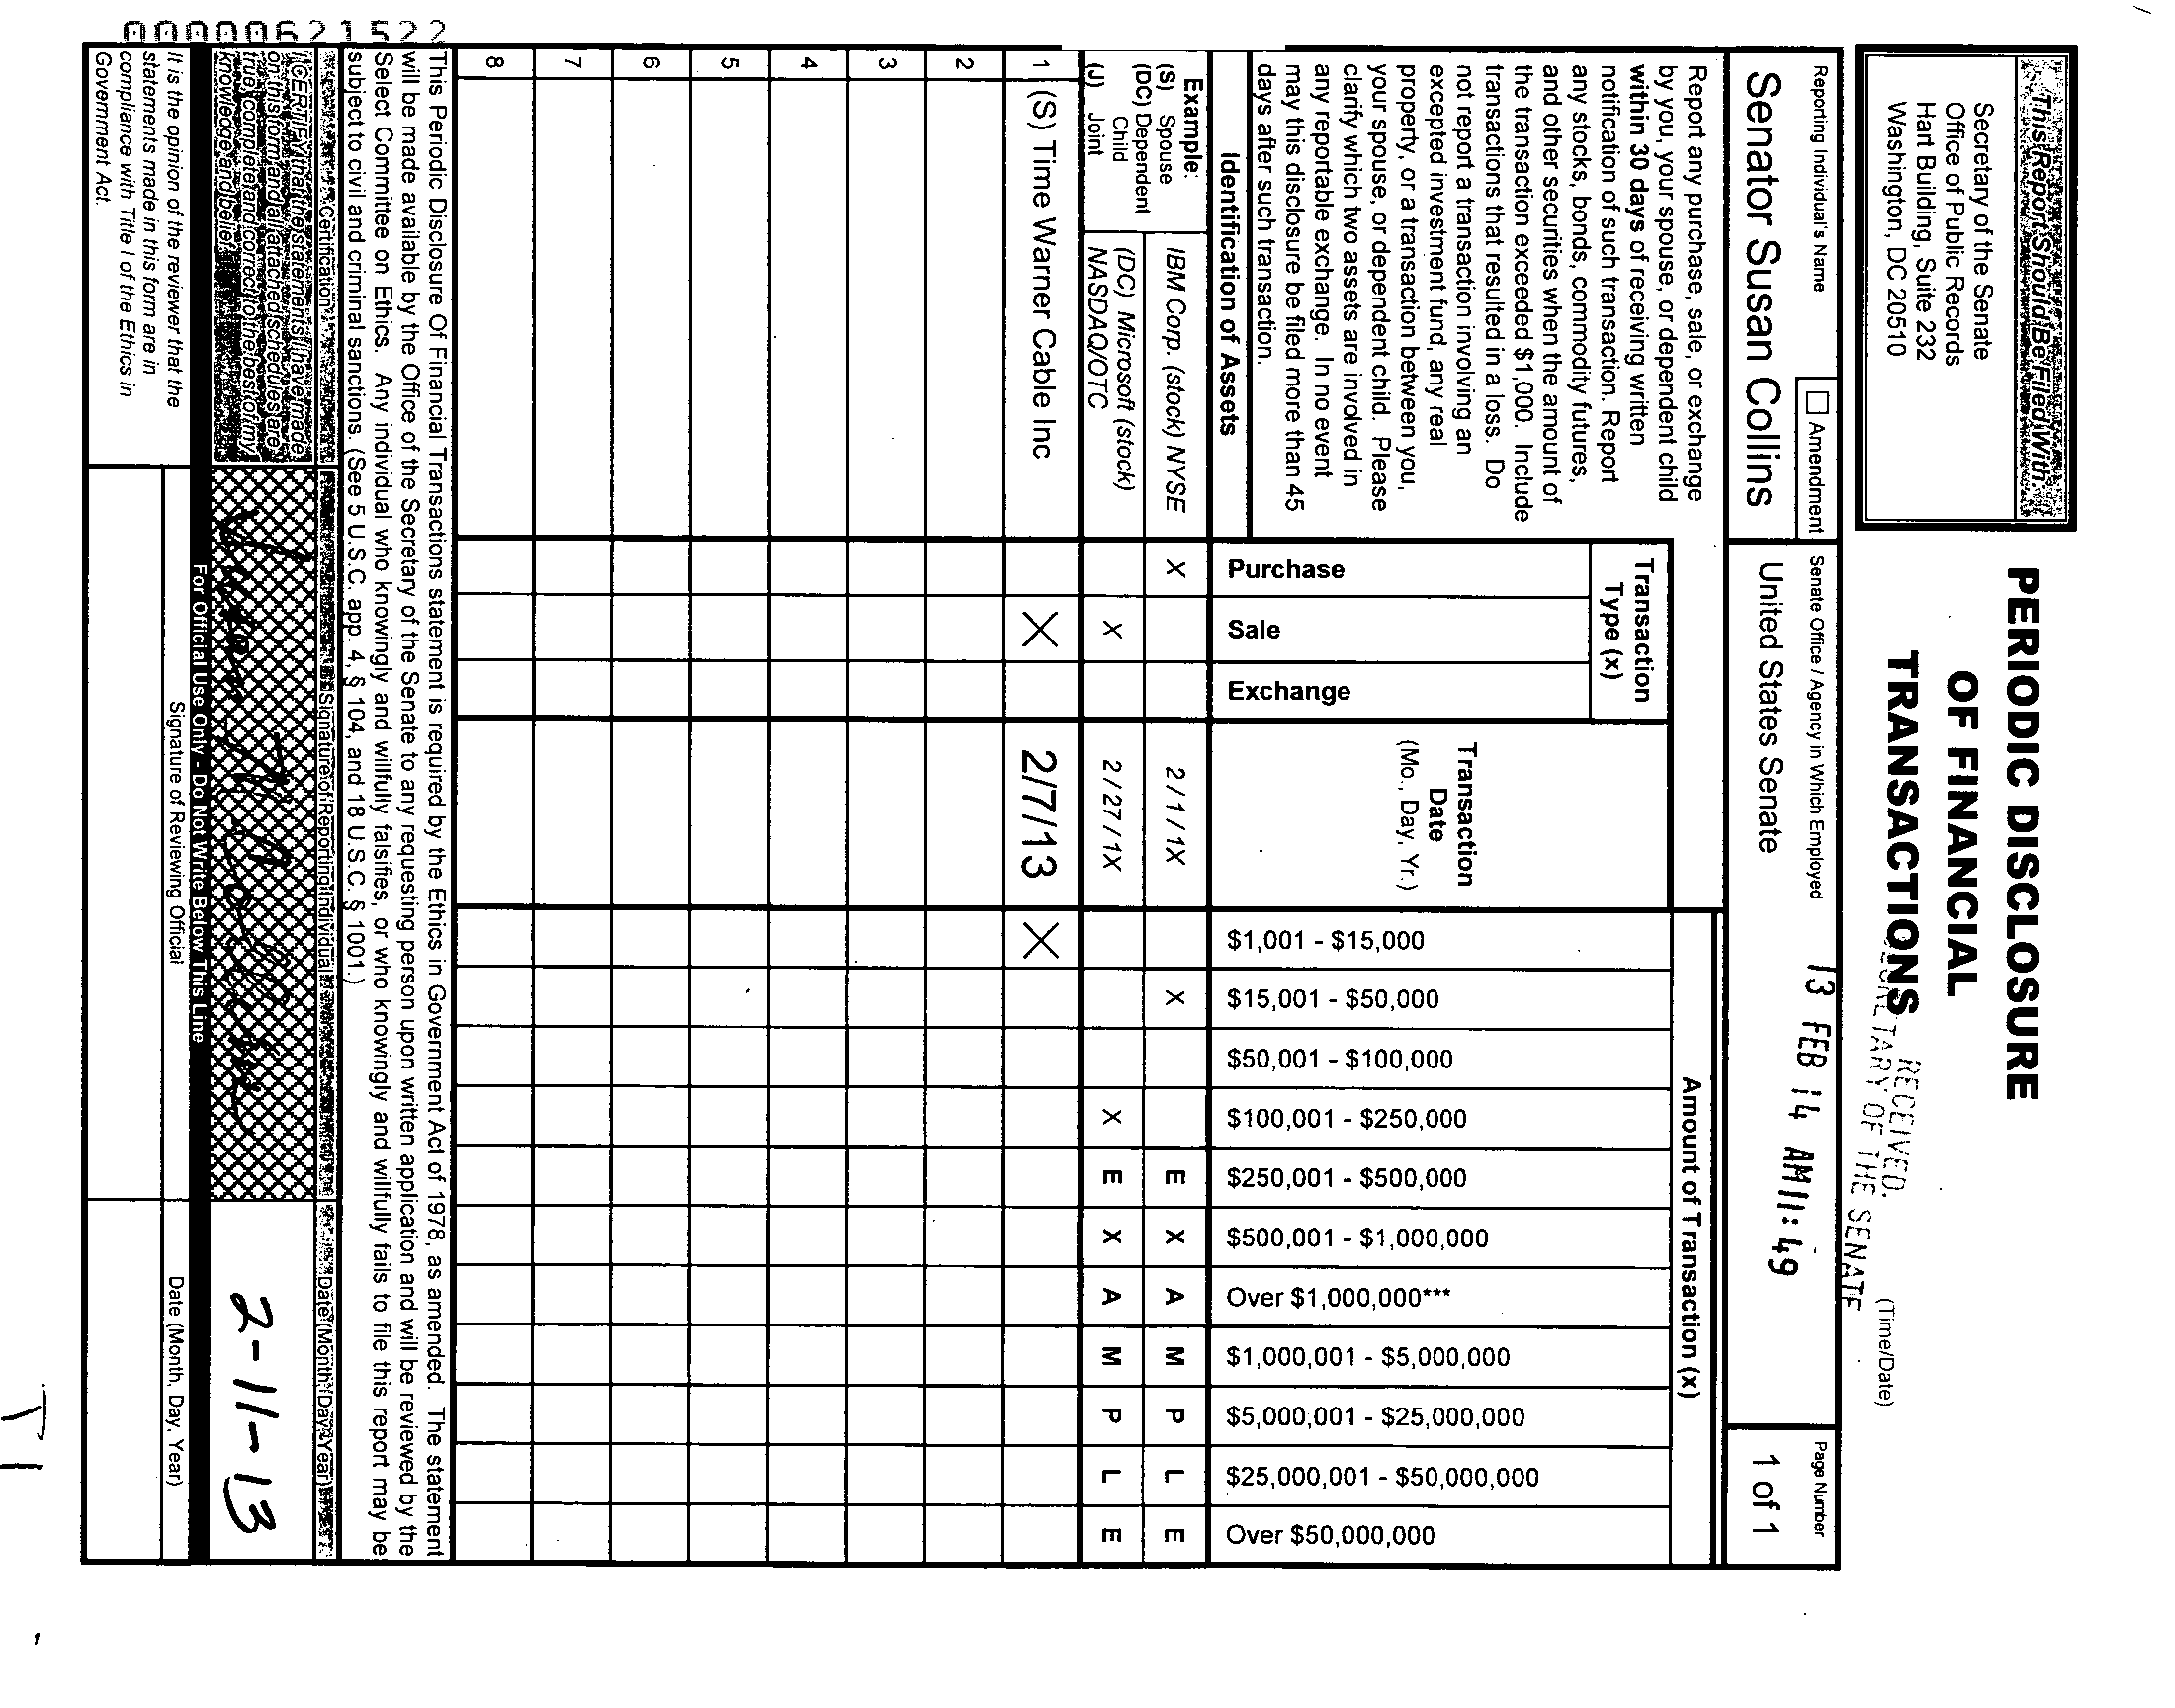 This Report Should Be Filed With:
Secretary of the Senate
Office of Public Records
Hart Building, Suite 232
Washington, DC 20510
PERIODIC DISCLOSURE
OF FINANCIAL
TRANSACTIONS
RECEIVED
SECRETARY OF THE SENATE
(Time/Date)
13 FEB 14 AM11:49
Reporting Individual's Name
Amendment
Senator Susan Collins
Senate Office / Agency in Which Employed
United States Senate
Page Number
1 of 1
Report any purchase, sale, or exchange
by you, your spouse, or dependent child
within 30 days of receiving written
notification of such transaction. Report
any stocks, bonds, commodity futures,
and other securities when the amount of
the transaction exceeded $1,000. Include
transactions that resulted in a loss. Do
not report a transaction involving an
excepted investment fund, any real
property, or a transaction between you,
your spouse, or dependent child. Please
clarify which two assets are involved in
any reportable exchange. In no event
may this disclosure be filed more than 45
days after such transaction.
Identification of Assets
Transaction
Type (x)
Purchase
Sale
Exchange
Transaction
Date
(Mo., Day, Yr.)
Amount of Transaction (x)
$1,001 - $15,000
$15,001 - $50,000
$50,001 - $100,000
$100,001 - $250,000
$250,001 - $500,000
$500,001 - $1,000,000
Over $1,000,000***
$1,000,001 - $5,000,000
$5,000,001 - $25,000,000
$25,000,001 - $50,000,000
Over $50,000,000
Example:
(S) Spouse
(DC) Dependent
Child
(J) Joint
IBM Corp. (stock) NYSE X 2/1/1X X E X A M P L E
(DC) Microsoft (stock)
NASDAQ/OTC X 2/27/1X X E X A M P L E
1 (S) Time Warner Cable Inc X 2/7/13 X
2
3
4
5
6
7
8
This Periodic Disclosure Of Financial Transactions statement is required by the Ethics in Government Act of 1978, as amended. The statement
will be made available by the Office of the Secretary of the Senate to any requesting person upon written application and will be reviewed by the
Select Committee on Ethics. Any individual who knowingly and willfully falsifies, or who knowingly and willfully fails to file this report may be
subject to civil and criminal sanctions. (See 5 U.S.C. app. 4, § 104, and 18 U.S.C. § 1001.)
Certification
Signature of Reporting Individual
Date (Month, Day, Year)
I CERTIFY that the statements I have made
on this form and all attached schedules are
true, complete and correct to the best of my
knowledge and belief.
2-11-13
For Official Use Only - Do Not Write Below This Line
It is the opinion of the reviewer that the
statements made in this form are in
compliance with Title I of the Ethics in
Government Act.
Signature of Reviewing Official
Date (Month, Day, Year)
00000621522